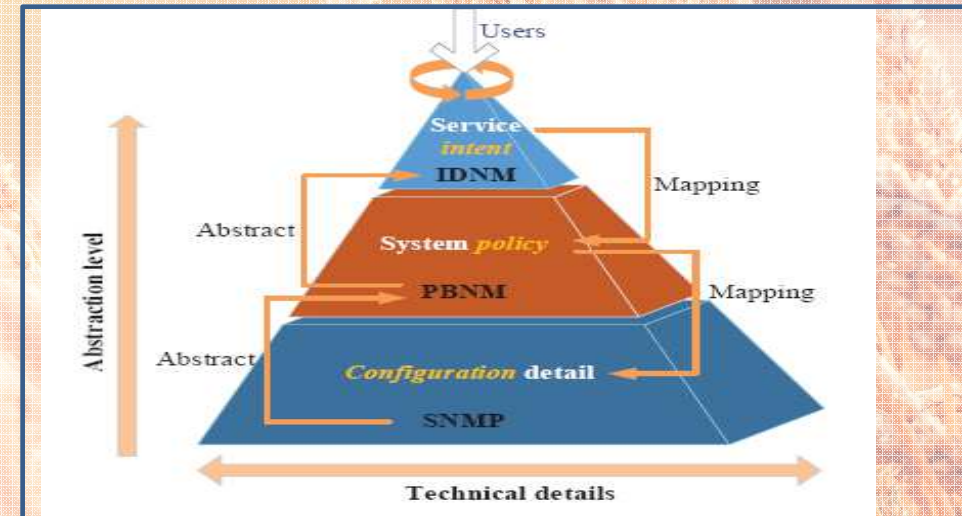 Users
Service
intent
IDNM
Mapping
Abstract
System policy
PBNM
Mapping
Abstract
Configuration detail
SNMP
Abstraction level
Technical details